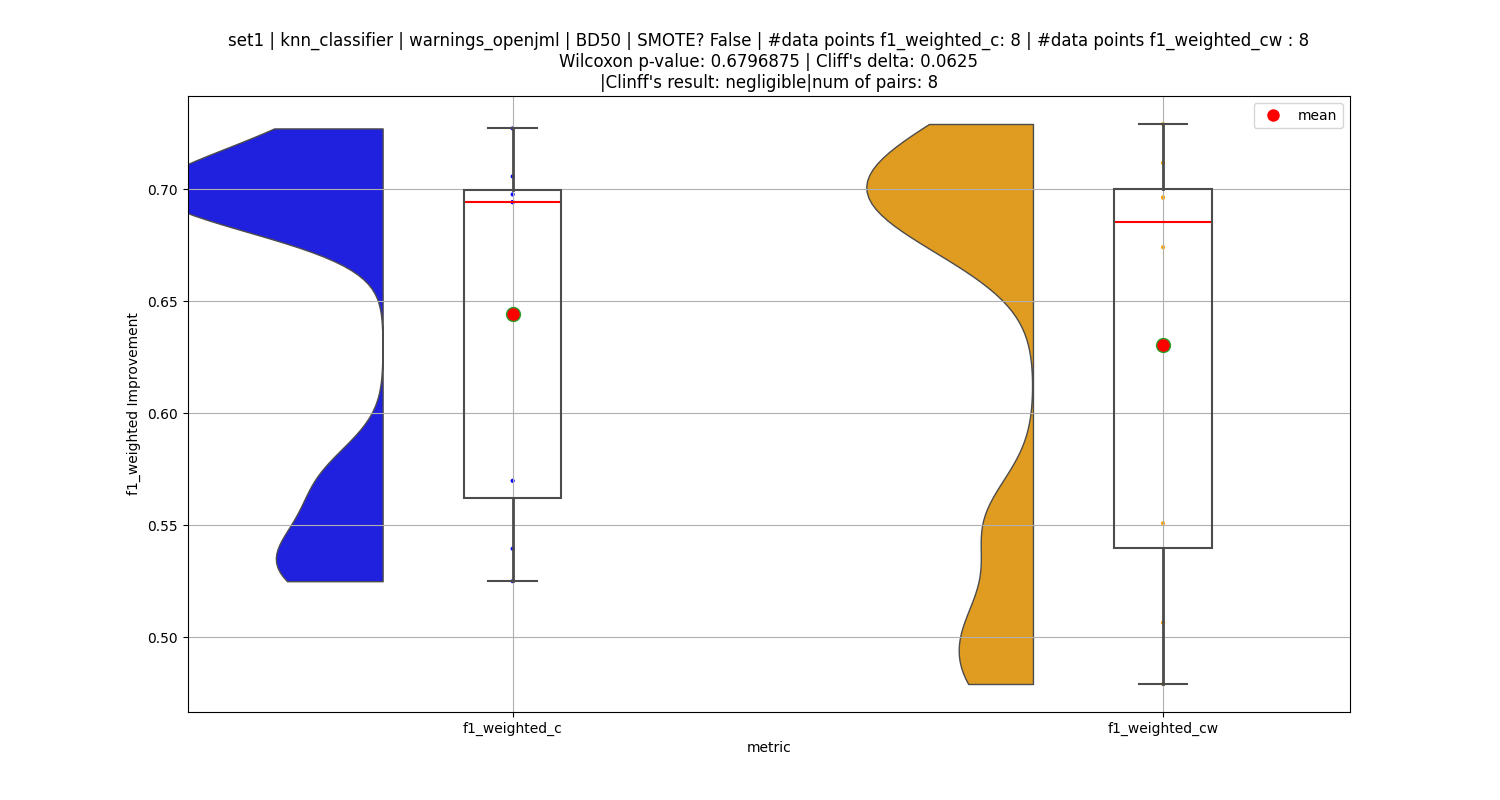 set1 | knn_classifier | warnings_openjml | BD50 | SMOTE? False | #data points f1_weighted_c: 8 | #data points f1_weighted_cw : 8
Wilcoxon p-value: 0.6796875 | Cliff's delta: 0.0625
|Clinff's result: negligible|num of pairs: 8
mean
0.70
0.65
0.60
0.55
0.50
f1_weighted Improvement
f1_weighted_c
f1_weighted_cw
metric